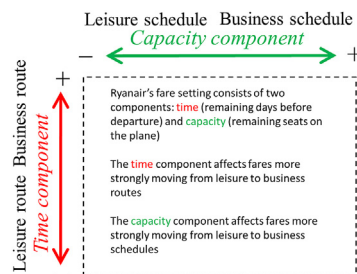 Leisure schedule Business schedule
Capacity component
− +
+
Leisure route Business route
Time component
−
Ryanair's fare setting consists of two
components: time (remaining days before
departure) and capacity (remaining seats on
the plane)
The time component affects fares more
strongly moving from leisure to business
routes
The capacity component affects fares more
strongly moving from leisure to business
schedules